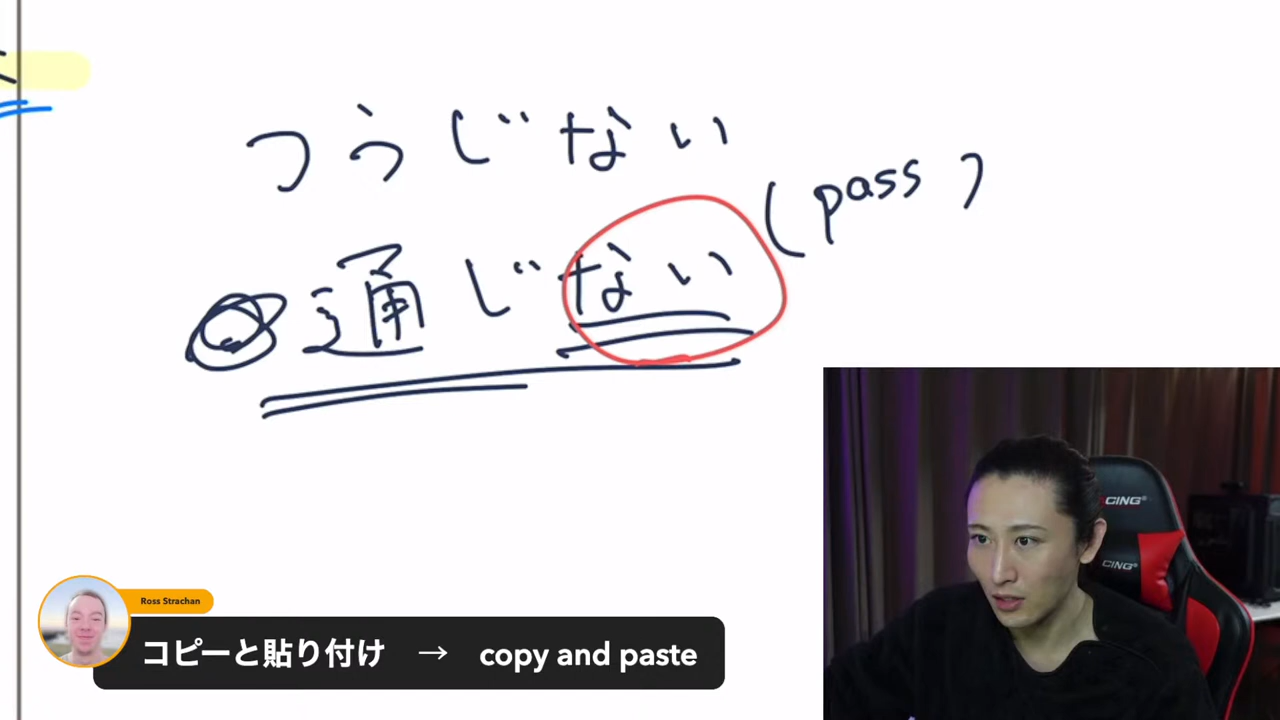 つうじない
(pass)
通じない
Ross Strachan
コピーと貼り付け → copy and paste
CING
CING